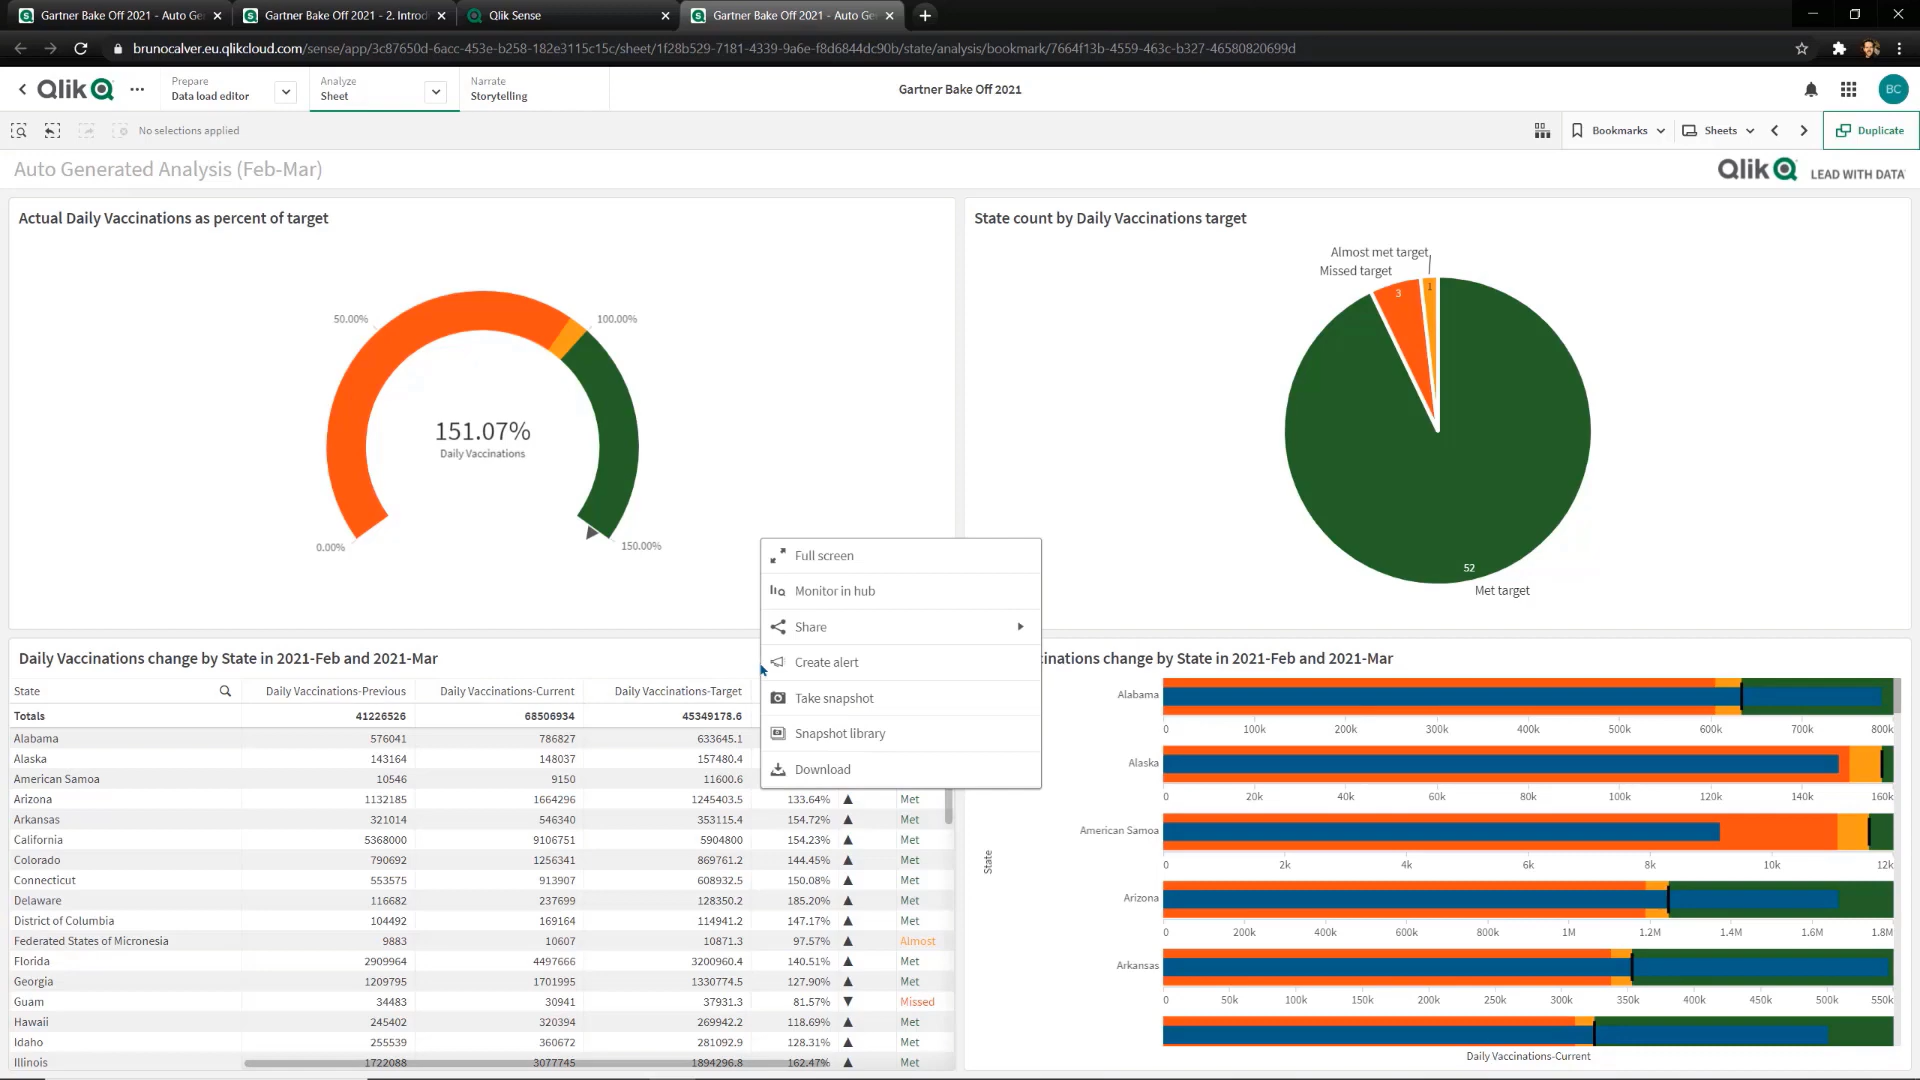 Gartner Bake Off 2021 - Auto Ge
Gartner Bake Off 2021 - 2. Introd
Qlik Sense
Gartner Bake Off 2021 - Auto Ge
brunocalver.eu.qlikcloud.com/sense/app/3c87650d-6acc-453e-b258-182e3115c15c/sheet/1f28b529-7181-4339-9a6e-f8d6844dc90b/state/analysis/bookmark/7664f13b-4559-463c-b327-46580820699d
Qlik
Prepare
Data load editor
Analyze
Sheet
Narrate
Storytelling
Gartner Bake Off 2021
BC
No selections applied
Bookmarks
Sheets
Duplicate
Auto Generated Analysis (Feb-Mar)
Qlik LEAD WITH DATA
Actual Daily Vaccinations as percent of target
50.00%
100.00%
151.07%
Daily Vaccinations
0.00%
150.00%
State count by Daily Vaccinations target
Almost met target
Missed target
3
1
52
Met target
Full screen
Monitor in hub
Share
Create alert
Take snapshot
Snapshot library
Download
Daily Vaccinations change by State in 2021-Feb and 2021-Mar
State Daily Vaccinations-Previous Daily Vaccinations-Current Daily Vaccinations-Target
Totals 41226526 68506934 45349178.6
Alabama 576041 786827 633645.1
Alaska 143164 148037 157480.4
American Samoa 10546 9150 11600.6
Arizona 1132185 1664296 1245403.5 133.64% ▲ Met
Arkansas 321014 546340 353115.4 154.72% ▲ Met
California 5368000 9106751 5904800 154.23% ▲ Met
Colorado 790692 1256341 869761.2 144.45% ▲ Met
Connecticut 553575 913907 608932.5 150.08% ▲ Met
Delaware 116682 237699 128350.2 185.20% ▲ Met
District of Columbia 104492 169164 114941.2 147.17% ▲ Met
Federated States of Micronesia 9883 10607 10871.3 97.57% ▲ Almost
Florida 2909964 4497666 3200960.4 140.51% ▲ Met
Georgia 1209795 1701995 1330774.5 127.90% ▲ Met
Guam 34483 30941 37931.3 81.57% ▼ Missed
Hawaii 245402 320394 269942.2 118.69% ▲ Met
Idaho 255539 360672 281092.9 128.31% ▲ Met
Illinois 1722088 3077745 1894296.8 162.47% ▲ Met
inations change by State in 2021-Feb and 2021-Mar
State
Alabama
0 100k 200k 300k 400k 500k 600k 700k 800k
Alaska
0 20k 40k 60k 80k 100k 120k 140k 160k
American Samoa
0 2k 4k 6k 8k 10k 12k
Arizona
0 200k 400k 600k 800k 1M 1.2M 1.4M 1.6M 1.8M
Arkansas
0 50k 100k 150k 200k 250k 300k 350k 400k 450k 500k 550k
Daily Vaccinations-Current